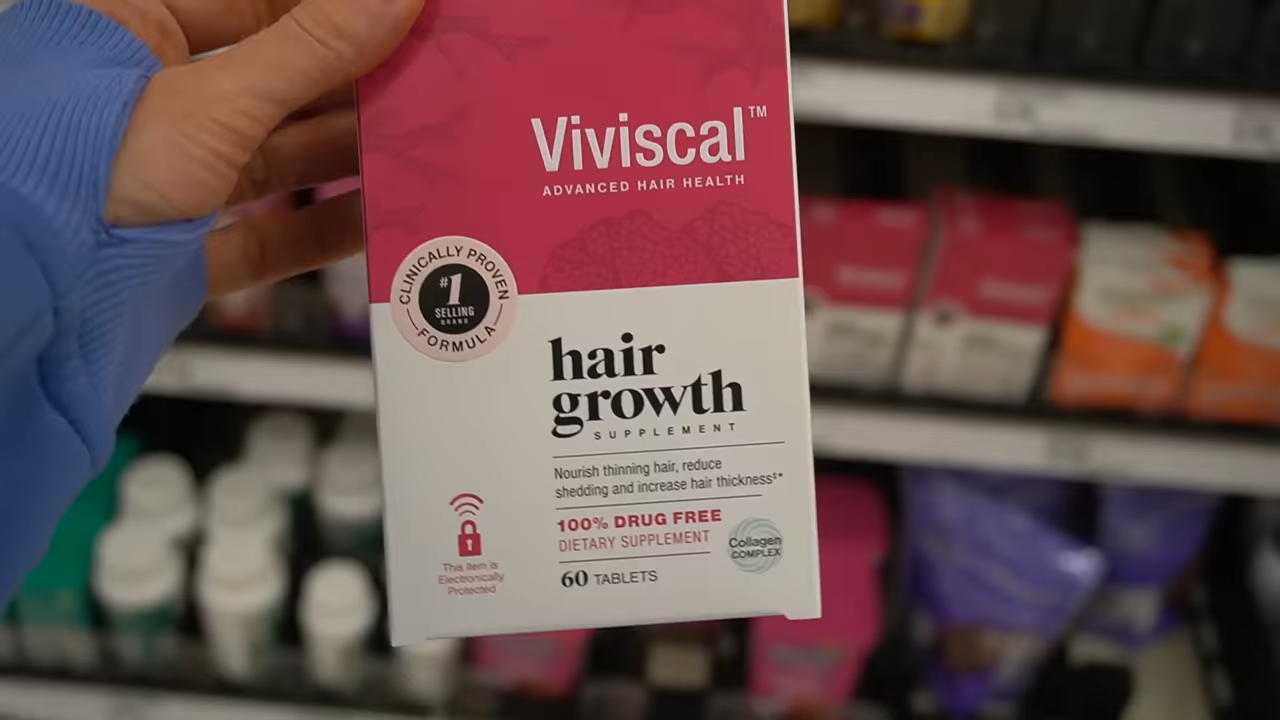 Viviscal™
ADVANCED HAIR HEALTH
CLINICALLY PROVEN
#1
SELLING
BRAND
FORMULA
hair
growth
SUPPLEMENT
Nourish thinning hair, reduce
shedding and increase hair thickness‡*
100% DRUG FREE
DIETARY SUPPLEMENT
Collagen
COMPLEX
60 TABLETS
This Item is
Electronically
Protected